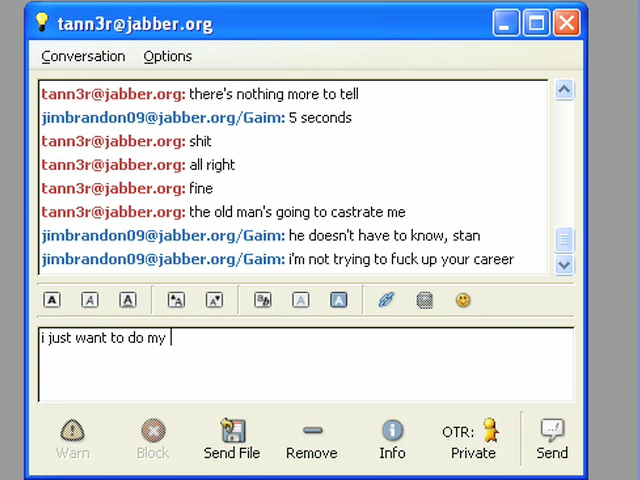 tann3r@jabber.org
Conversation Options
tann3r@jabber.org: there's nothing more to tell
jimbrandon09@jabber.org/Gaim: 5 seconds
tann3r@jabber.org: shit
tann3r@jabber.org: all right
tann3r@jabber.org: fine
tann3r@jabber.org: the old man's going to castrate me
jimbrandon09@jabber.org/Gaim: he doesn't have to know, stan
jimbrandon09@jabber.org/Gaim: i'm not trying to fuck up your career
A A A A A ab A A
i just want to do my
OTR:
Warn Block Send File Remove Info Private Send